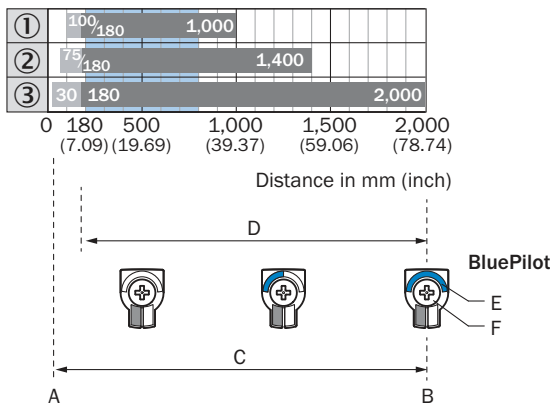 ① 100/180 1,000
② 75/180 1,400
③ 30 180 2,000
0 180 500 1,000 1,500 2,000
(7.09) (19.69) (39.37) (59.06) (78.74)
Distance in mm (inch)
D
BluePilot
E
F
C
A B